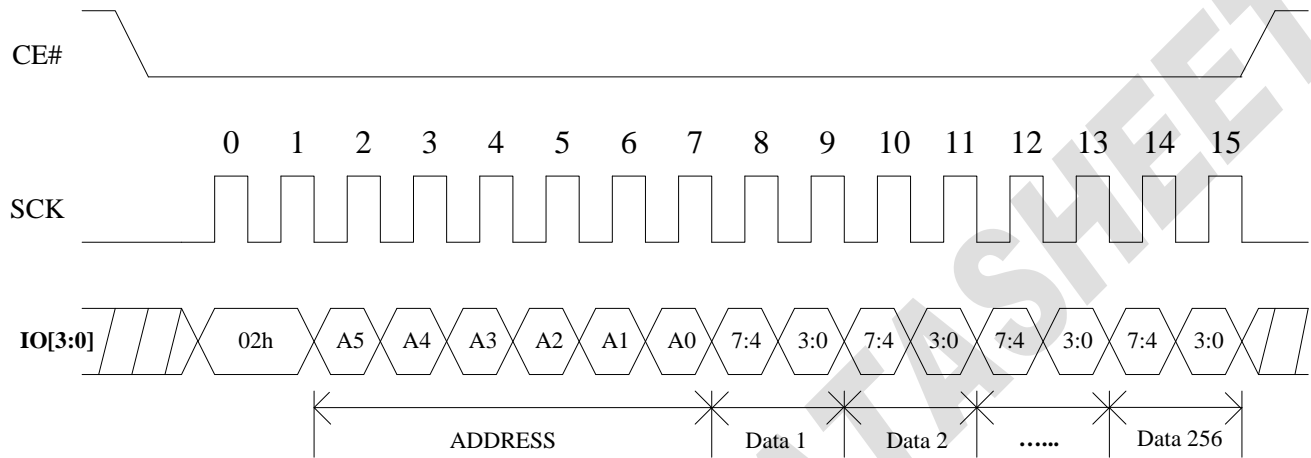 CE#
0 1 2 3 4 5 6 7 8 9 10 11 12 13 14 15
SCK
IO[3:0] 02h A5 A4 A3 A2 A1 A0 7:4 3:0 7:4 3:0 7:4 3:0 7:4 3:0
ADDRESS Data 1 Data 2 …... Data 256
TASHEET